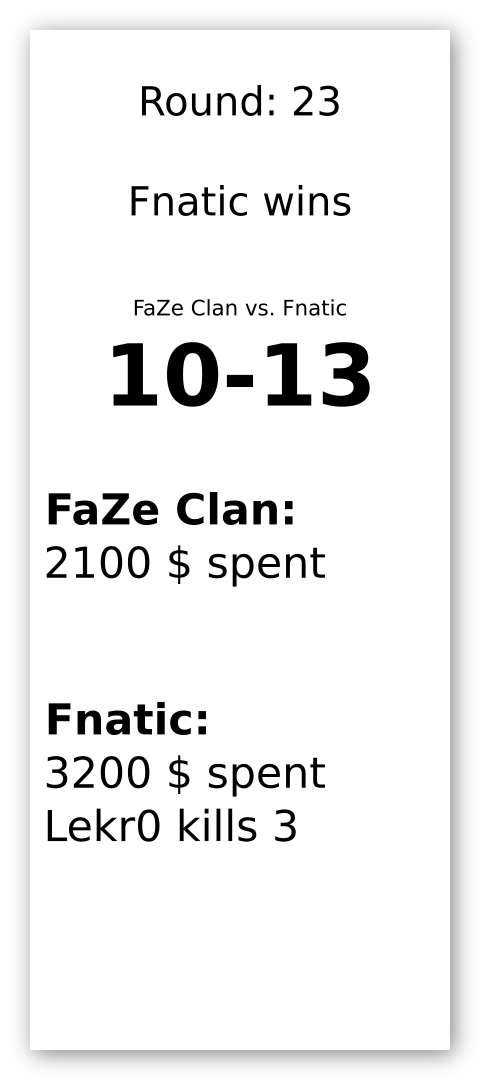 Round: 23
Fnatic wins
FaZe Clan vs. Fnatic
10-13
FaZe Clan:
2100 $ spent
Fnatic:
3200 $ spent
Lekr0 kills 3